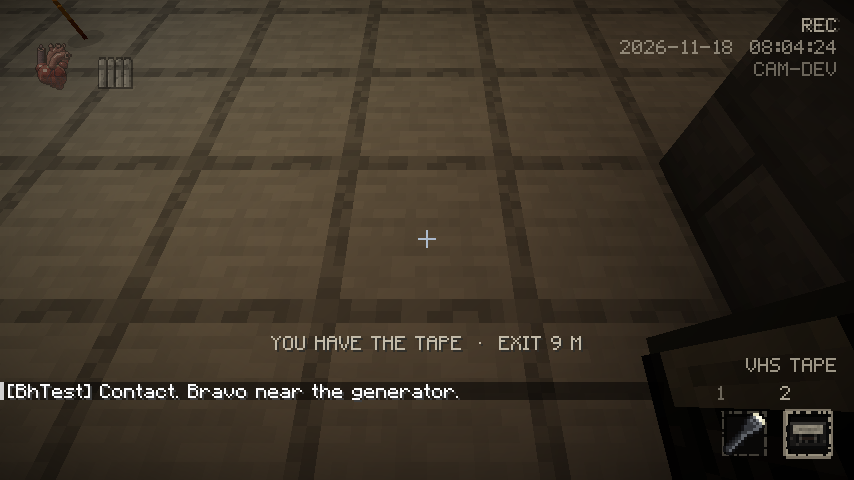 REC
2026-11-18 08:04:24
CAM-DEV
YOU HAVE THE TAPE · EXIT 9 M
[BhTest] Contact. Bravo near the generator.
VHS TAPE
1 2